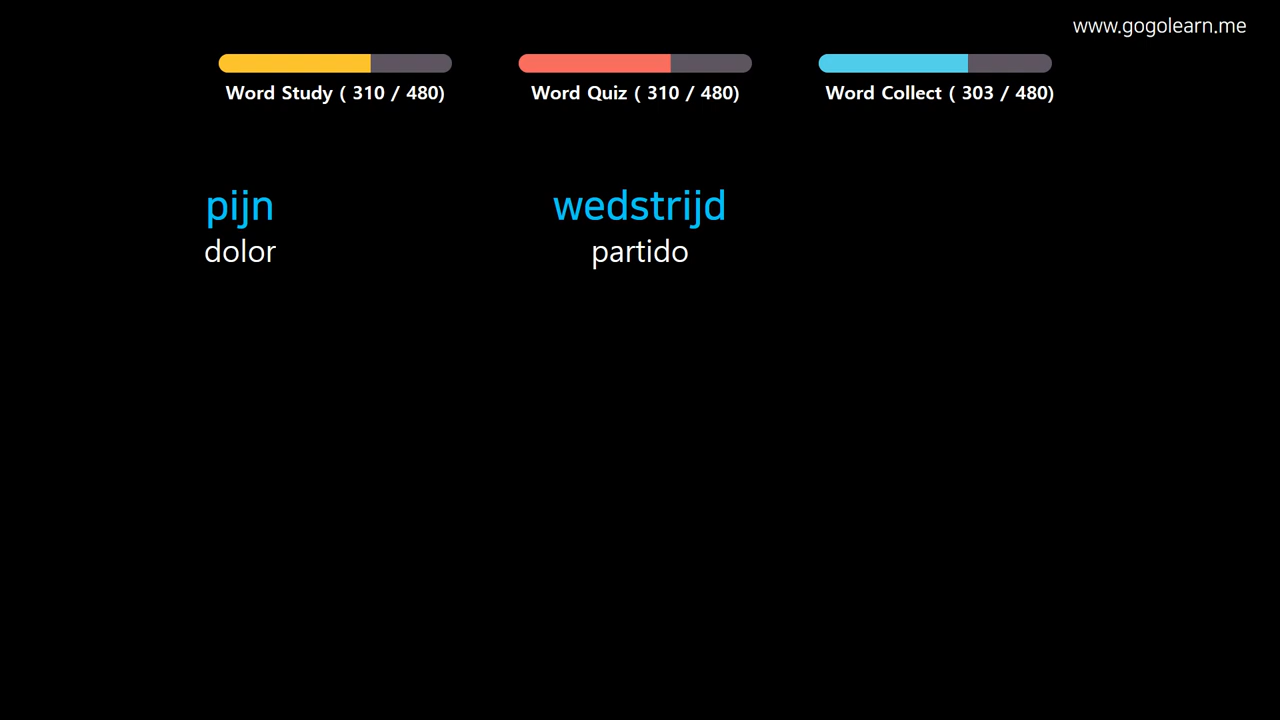 www.gogolearn.me
Word Study ( 310 / 480)
Word Quiz ( 310 / 480)
Word Collect ( 303 / 480)
pijn
dolor
wedstrijd
partido